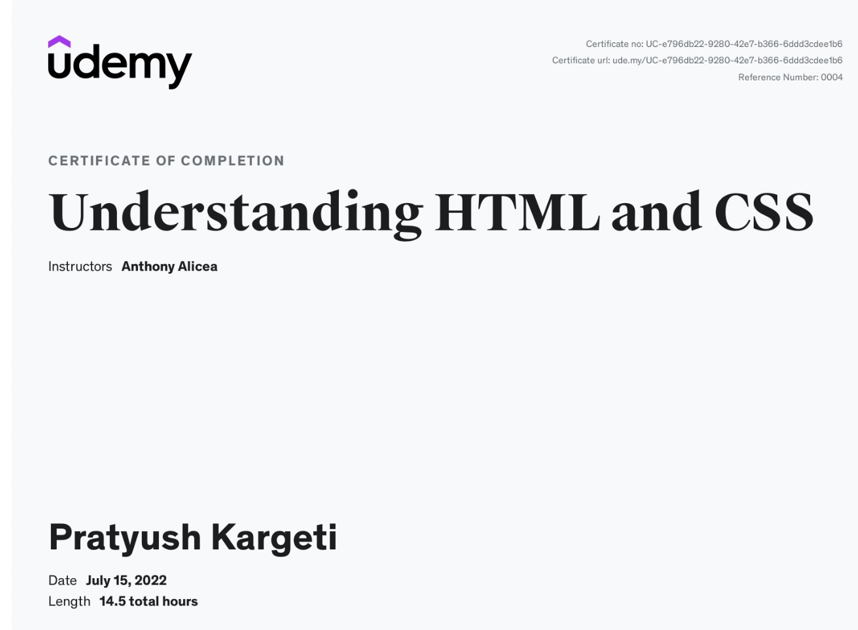 udemy
Certificate no: UC-e796db22-9280-42e7-b366-6ddd3cdee1b6
Certificate url: ude.my/UC-e796db22-9280-42e7-b366-6ddd3cdee1b6
Reference Number: 0004
CERTIFICATE OF COMPLETION
Understanding HTML and CSS
Instructors Anthony Alicea
Pratyush Kargeti
Date July 15, 2022
Length 14.5 total hours